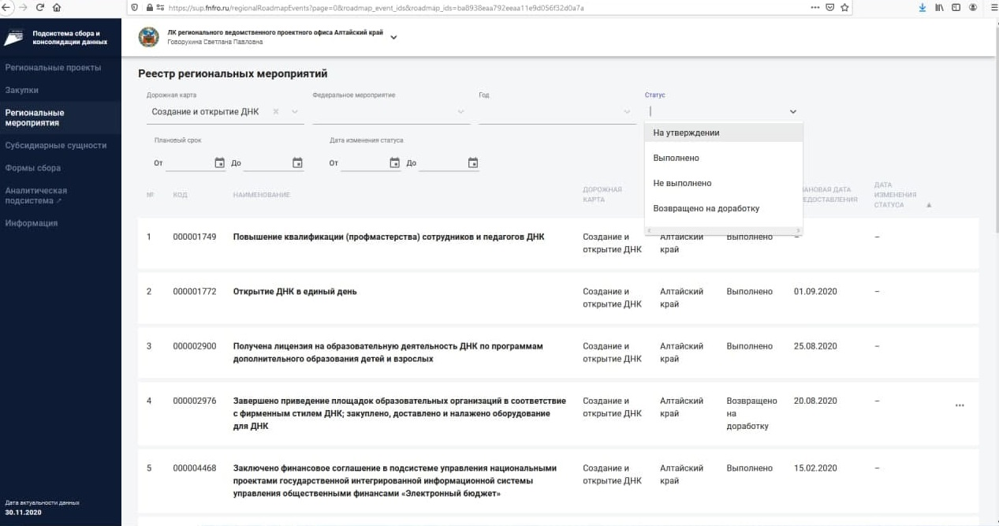 https://sup.fnfro.ru/regionalRoadmapEvents?page=0&roadmap_event_ids&roadmap_ids=ba8938eaa792eeaa11e9d056f32d0a7a
Подсистема сбора и
консолидации данных
ЛК регионального ведомственного проектного офиса Алтайский край
Говорухина Светлана Павловна
Региональные проекты
Закупки
Региональные
мероприятия
Субсидиарные сущности
Формы сбора
Аналитическая
подсистема ↗
Информация
Дата актуальности данных
30.11.2020
Реестр региональных мероприятий
Дорожная карта
Федеральное мероприятие
Год
Статус
Создание и открытие ДНК
На утверждении
Выполнено
Не выполнено
Возвращено на доработку
Плановый срок
Дата изменения статуса
От
До
От
До
№
КОД
НАИМЕНОВАНИЕ
ДОРОЖНАЯ
КАРТА
АНОВАЯ ДАТА
ЕДОСТАВЛЕНИЯ
ДАТА
ИЗМЕНЕНИЯ
СТАТУСА
1 000001749 Повышение квалификации (профмастерства) сотрудников и педагогов ДНК Создание и Алтайский Выполнено – –
открытие ДНК край
2 000001772 Открытие ДНК в единый день Создание и Алтайский Выполнено 01.09.2020 –
открытие ДНК край
3 000002900 Получена лицензия на образовательную деятельность ДНК по программам Создание и Алтайский Выполнено 25.08.2020 –
дополнительного образования детей и взрослых открытие ДНК край
4 000002976 Завершено приведение площадок образовательных организаций в соответствие Создание и Алтайский Возвращено 20.08.2020 –
с фирменным стилем ДНК; закуплено, доставлено и налажено оборудование открытие ДНК край на
для ДНК доработку
5 000004468 Заключено финансовое соглашение в подсистеме управления национальными Создание и Алтайский Выполнено 15.02.2020 –
проектами государственной интегрированной информационной системы открытие ДНК край
управления общественными финансами «Электронный бюджет»